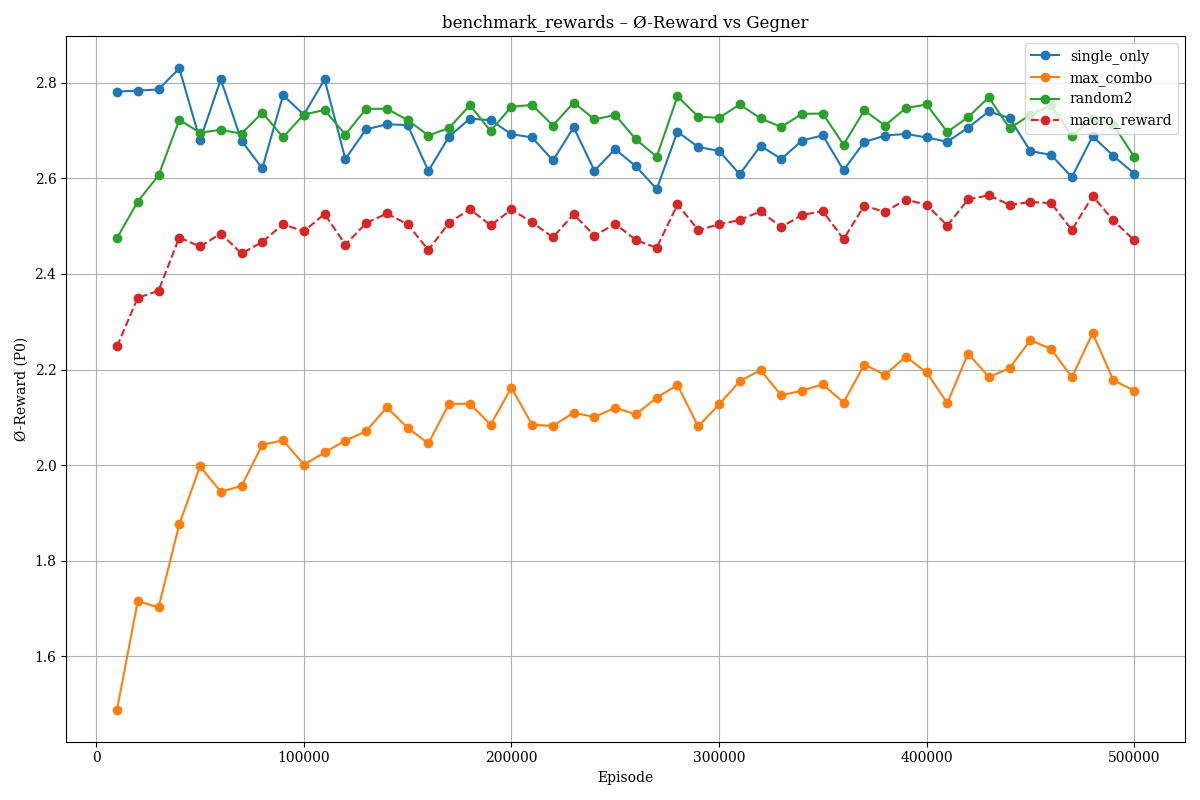 benchmark_rewards – Ø-Reward vs Gegner
single_only
max_combo
random2
macro_reward
Ø-Reward (P0)
2.8
2.6
2.4
2.2
2.0
1.8
1.6
0
100000
200000
300000
400000
500000
Episode